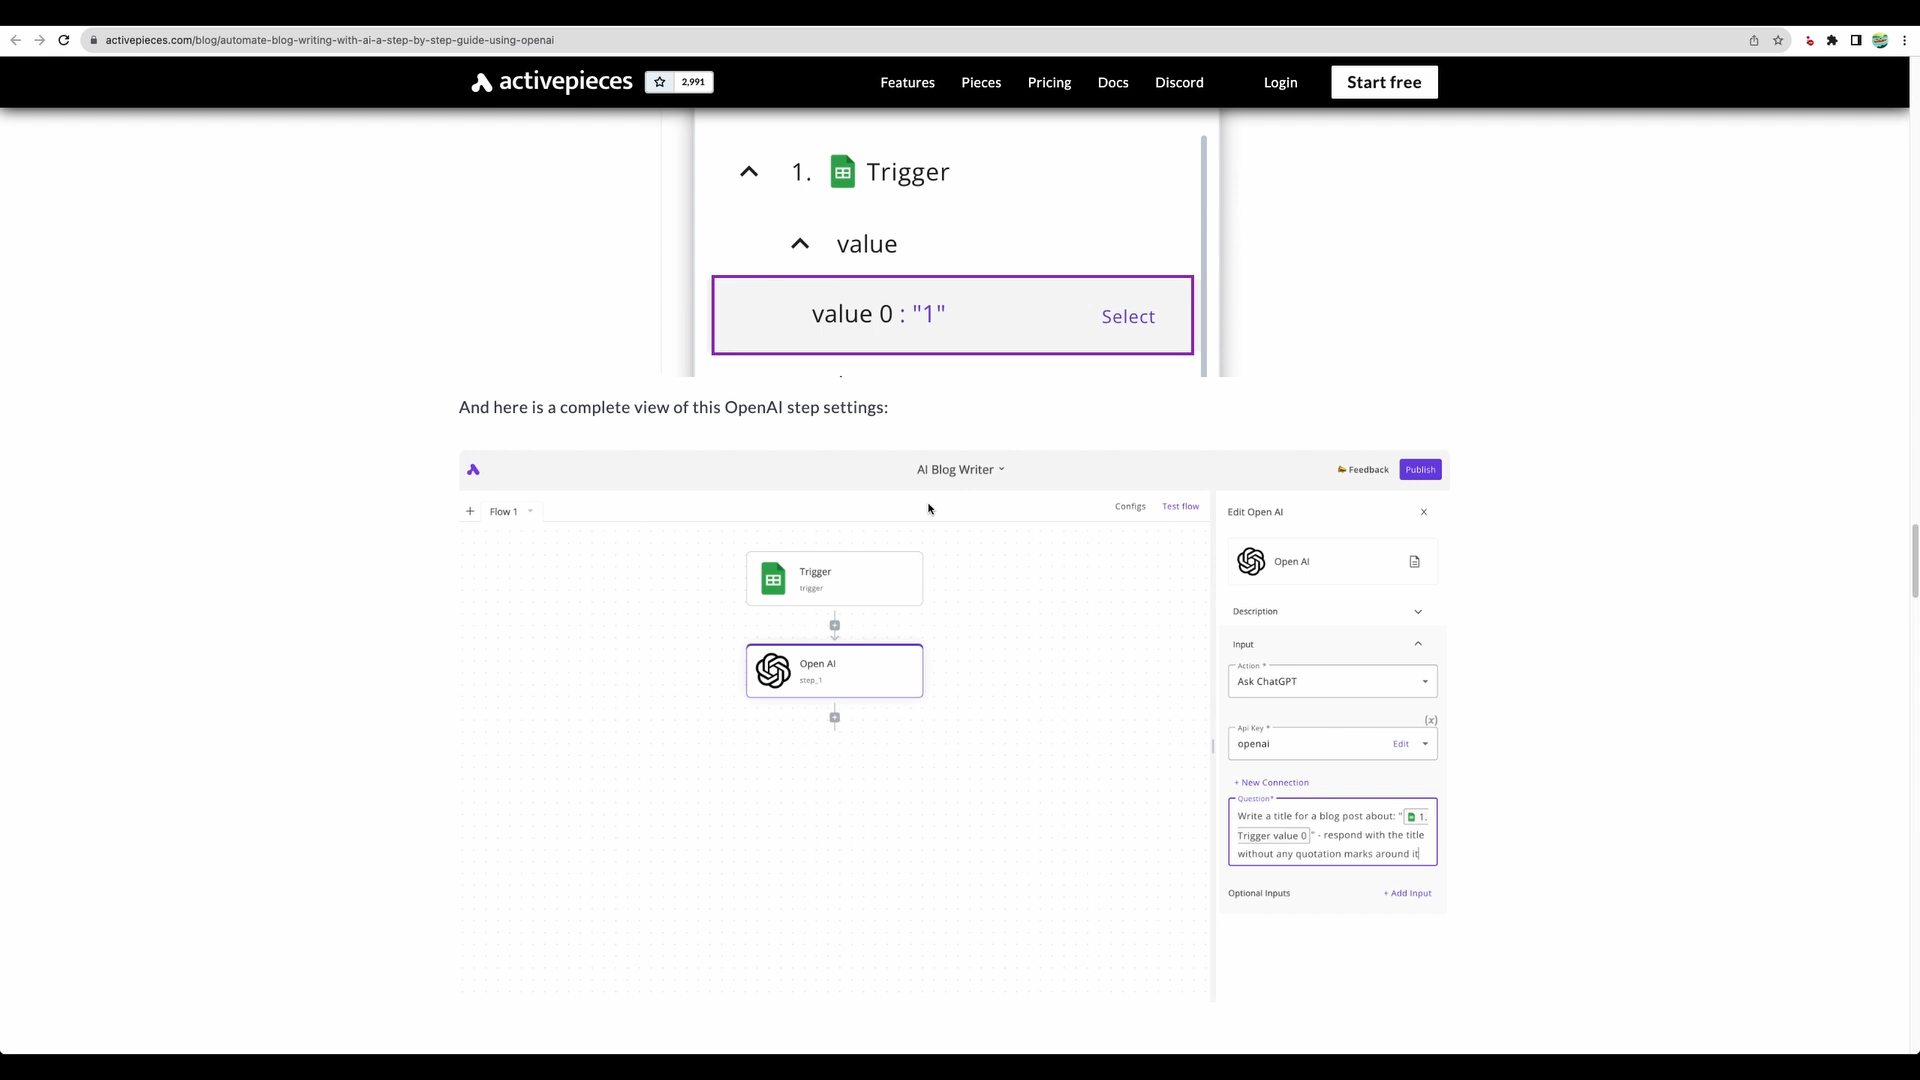 activepieces.com/blog/automate-blog-writing-with-ai-a-step-by-step-guide-using-openai
activepieces 2,991 Features Pieces Pricing Docs Discord Login Start free
1. Trigger
value
value 0 : "1" Select
And here is a complete view of this OpenAI step settings:
AI Blog Writer Feedback Publish
Flow 1 Configs Test flow
Edit Open AI
Trigger
trigger
Open AI
step_1
Open AI
Description
Input
Action *
Ask ChatGPT
(x)
Api Key *
openai Edit
+ New Connection
Question*
Write a title for a blog post about: " 1.
Trigger value 0 " - respond with the title
without any quotation marks around it
Optional Inputs + Add Input